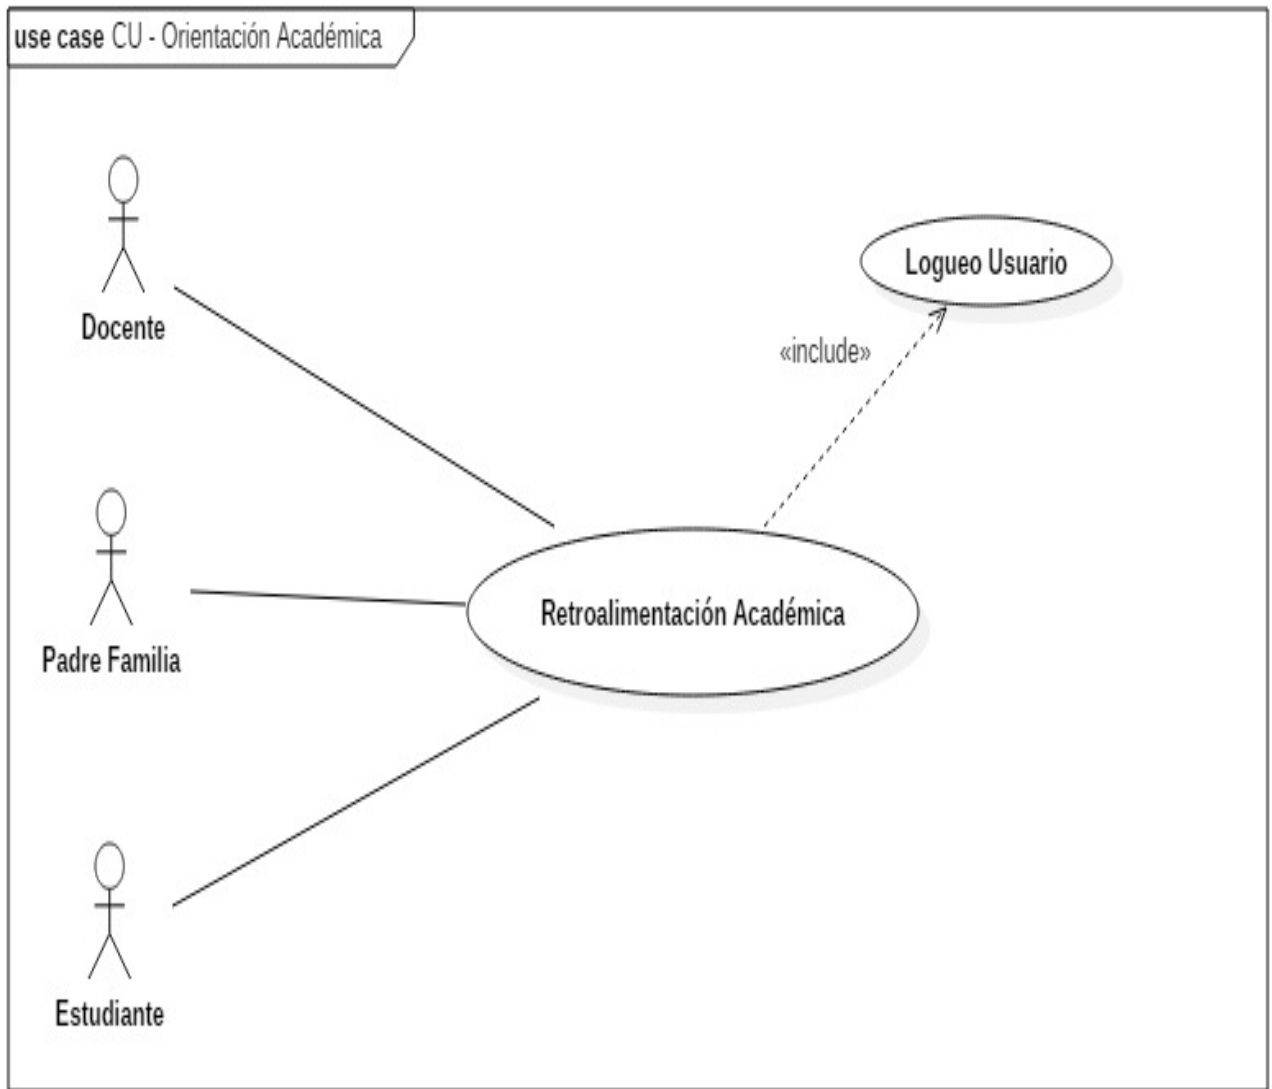 use case CU - Orientación Académica
Docente
Logueo Usuario
«include»
Padre Familia
Retroalimentación Académica
Estudiante